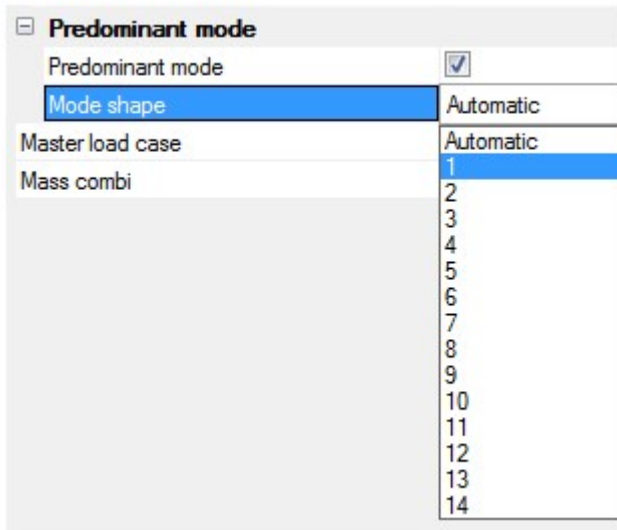 Predominant mode
Predominant mode
Mode shape Automatic
Master load case Automatic
Mass combi 1
2
3
4
5
6
7
8
9
10
11
12
13
14